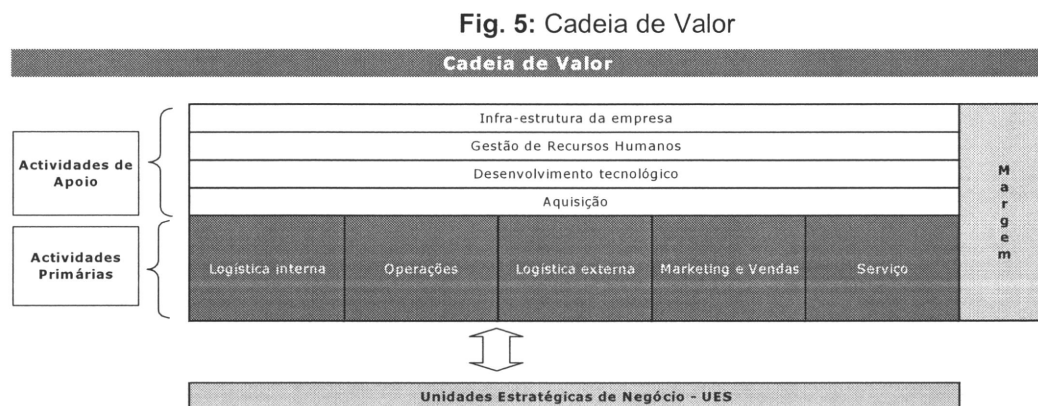 Fig. 5: Cadeia de Valor
Cadeia de Valor
Infra-estrutura da empresa
Gestão de Recursos Humanos
Desenvolvimento tecnológico
Aquisição
Actividades de
Apoio
Actividades
Primárias
Logística interna
Operações
Logística externa
Marketing e Vendas
Serviço
Margem
Unidades Estratégicas de Negócio - UES